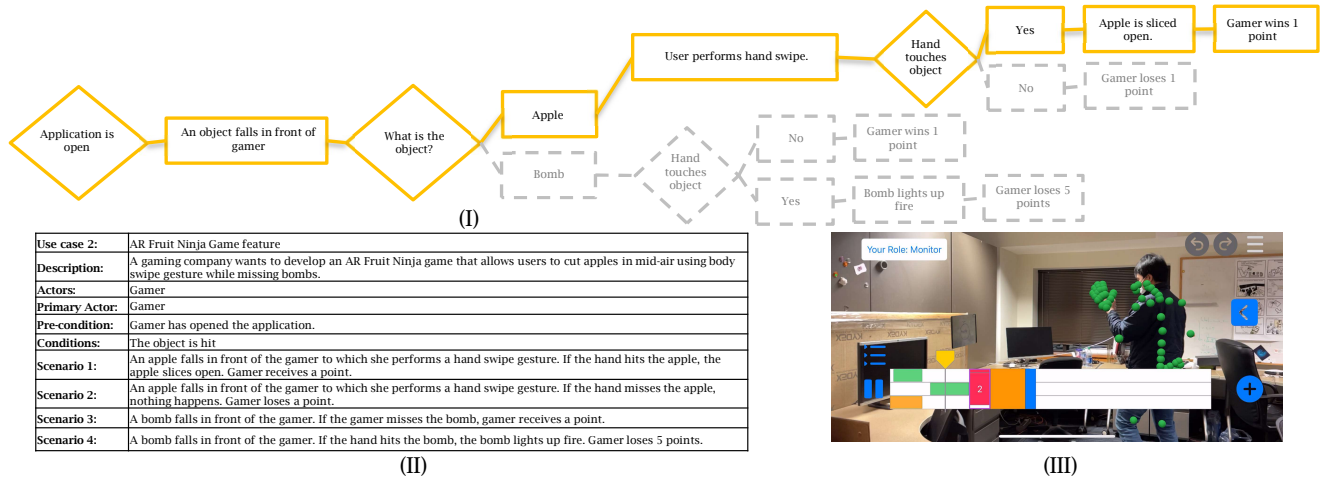 Application is
open
An object falls in front of
gamer
What is the
object?
Apple
User performs hand swipe.
Hand
touches
object
Yes
Apple is sliced
open.
Gamer wins 1
point
No
Gamer loses 1
point
Bomb
Hand
touches
object
No
Gamer wins 1
point
Yes
Bomb lights up
fire
Gamer loses 5
points
(I)
Use case 2: AR Fruit Ninja Game feature
Description: A gaming company wants to develop an AR Fruit Ninja game that allows users to cut apples in mid-air using body
swipe gesture while missing bombs.
Actors: Gamer
Primary Actor: Gamer
Pre-condition: Gamer has opened the application.
Conditions: The object is hit
Scenario 1: An apple falls in front of the gamer to which she performs a hand swipe gesture. If the hand hits the apple, the
apple slices open. Gamer receives a point.
Scenario 2: An apple falls in front of the gamer to which she performs a hand swipe gesture. If the hand misses the apple,
nothing happens. Gamer loses a point.
Scenario 3: A bomb falls in front of the gamer. If the gamer misses the bomb, gamer receives a point.
Scenario 4: A bomb falls in front of the gamer. If the hand hits the bomb, the bomb lights up fire. Gamer loses 5 points.
(II)
Your Role: Monitor
2
(III)